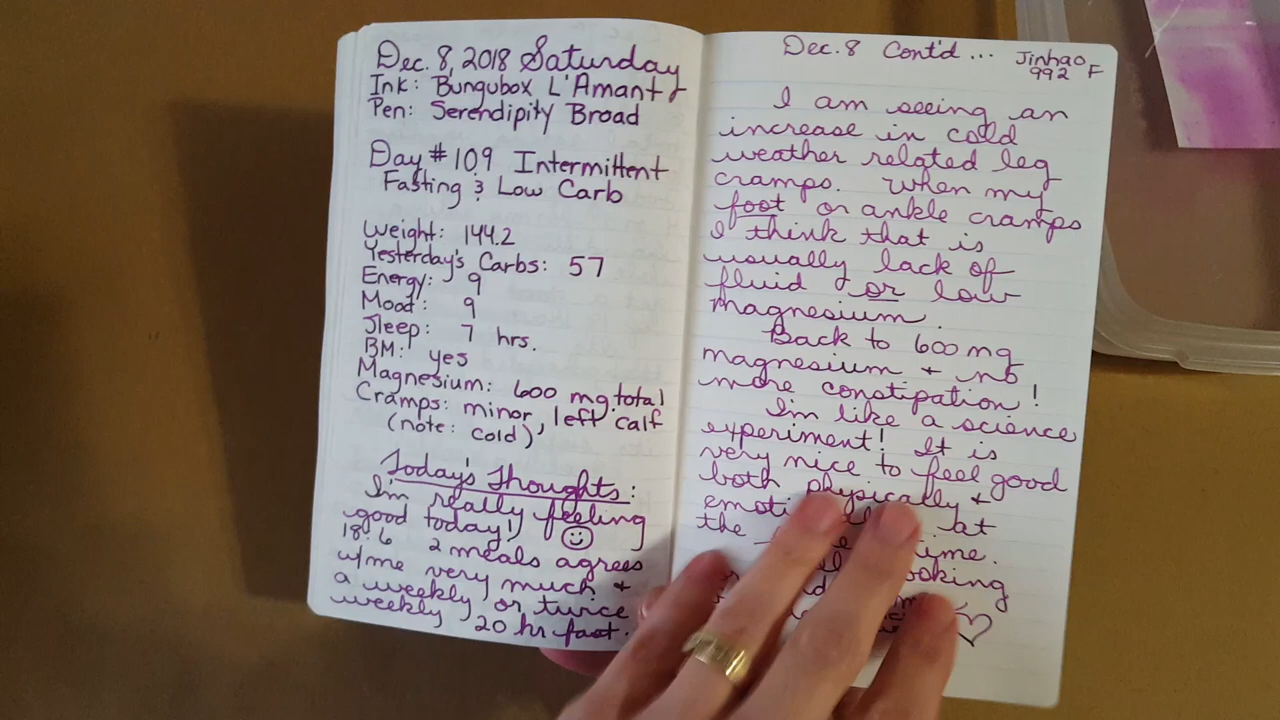 Dec. 8, 2018 Saturday
Ink: Bungubox L'Amant
Pen: Serendipity Broad
Day #109 Intermittent
Fasting & Low Carb
Weight: 144.2
Yesterday's Carbs: 57
Energy: 9
Mood: 9
Sleep: 7 hrs.
BM: yes
Magnesium: 600 mg total
Cramps: minor, left calf
(note: cold)
Today's Thoughts:
I'm really feeling
good today!
18:6 2 meals agrees
w/me very much +
a weekly or twice
weekly 20 hr fast.
Dec. 8 Cont'd...
Jinhao
992 F
I am seeing an
increase in cold
weather related leg
cramps. When my
foot or ankle cramps
I think that is
usually lack of
fluid or low
magnesium.
Back to 600 mg
magnesium + no
more constipation!
I'm like a science
experiment! It is
very nice to feel good
both physically +
at
the time.